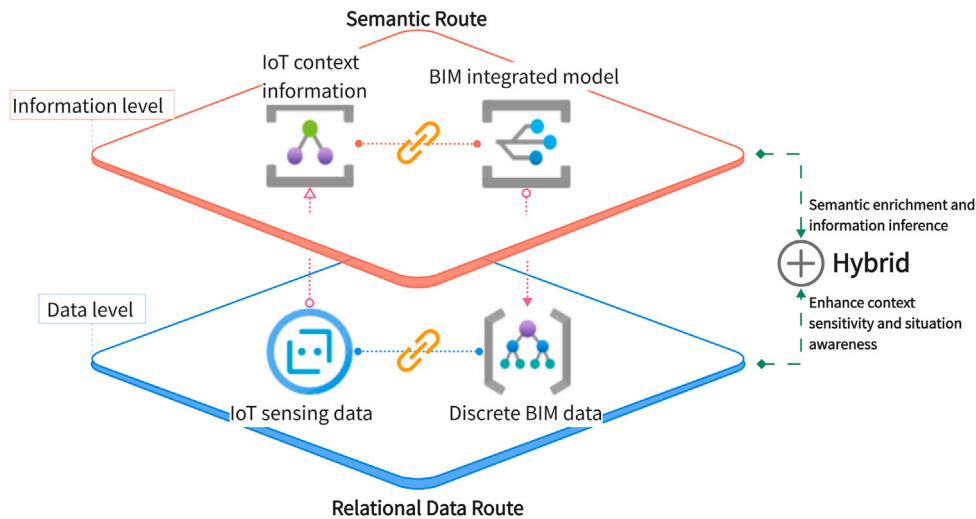 Semantic Route
IoT context
information
BIM integrated model
Information level
Semantic enrichment and
information inference
Hybrid
Enhance context
sensitivity and situation
awareness
Data level
IoT sensing data
Discrete BIM data
Relational Data Route